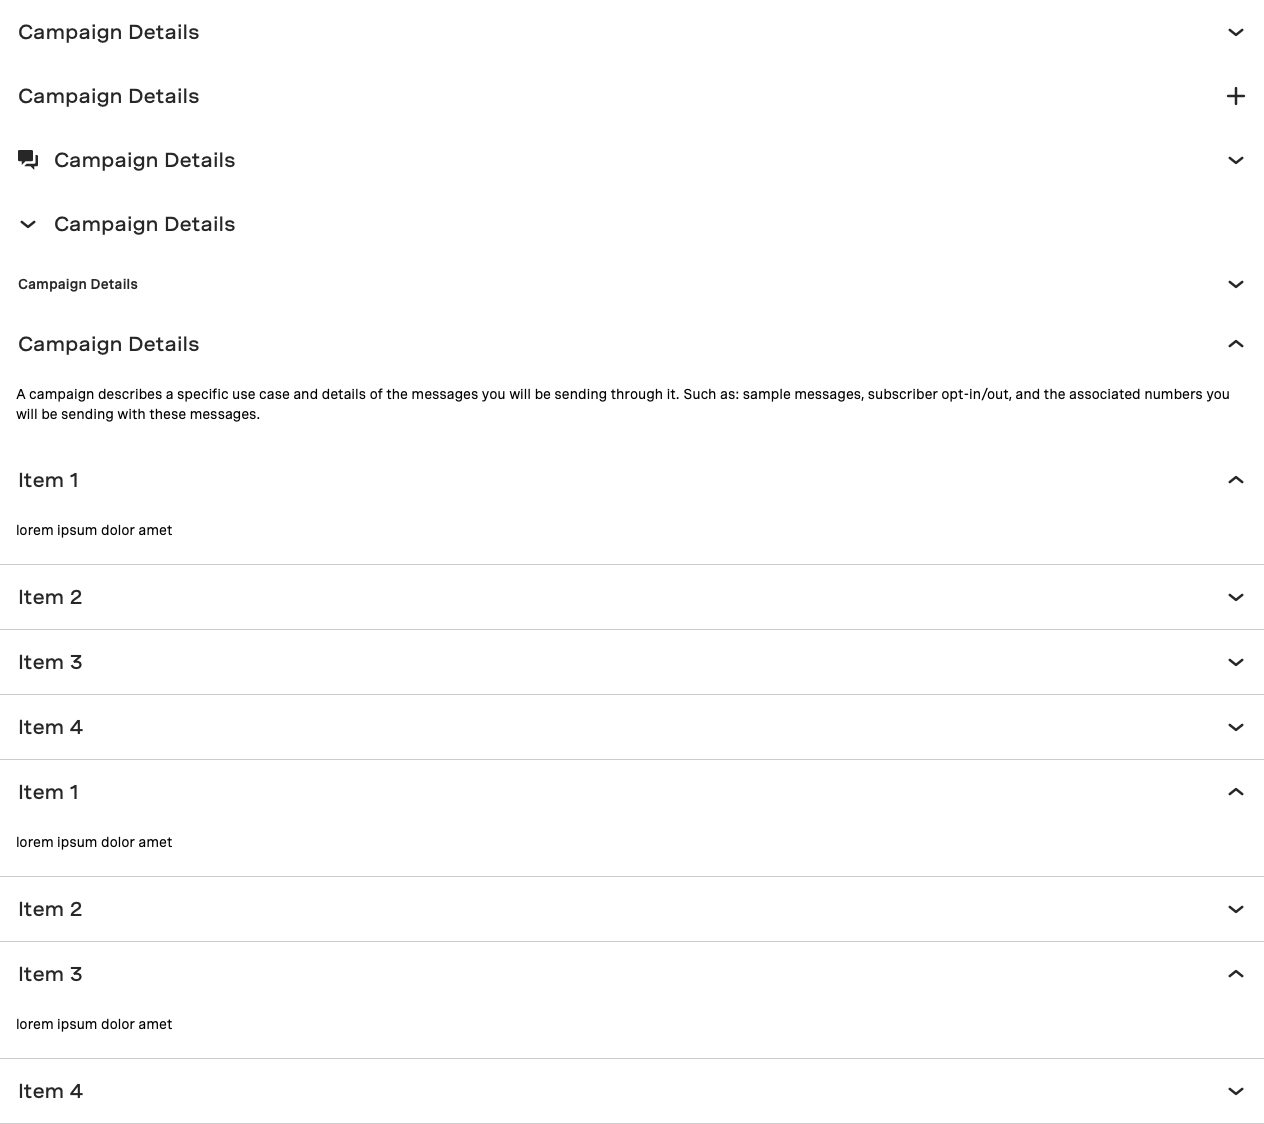 Campaign Details
Campaign Details
Campaign Details
Campaign Details
Campaign Details
Campaign Details
A campaign describes a specific use case and details of the messages you will be sending through it. Such as: sample messages, subscriber opt-in/out, and the associated numbers you
will be sending with these messages.
Item 1
lorem ipsum dolor amet
Item 2
Item 3
Item 4
Item 1
lorem ipsum dolor amet
Item 2
Item 3
lorem ipsum dolor amet
Item 4